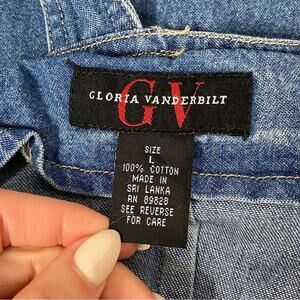 GV
GLORIA VANDERBILT
SIZE
L
100% COTTON
MADE IN
SRI LANKA
RN 89828
SEE REVERSE
FOR CARE